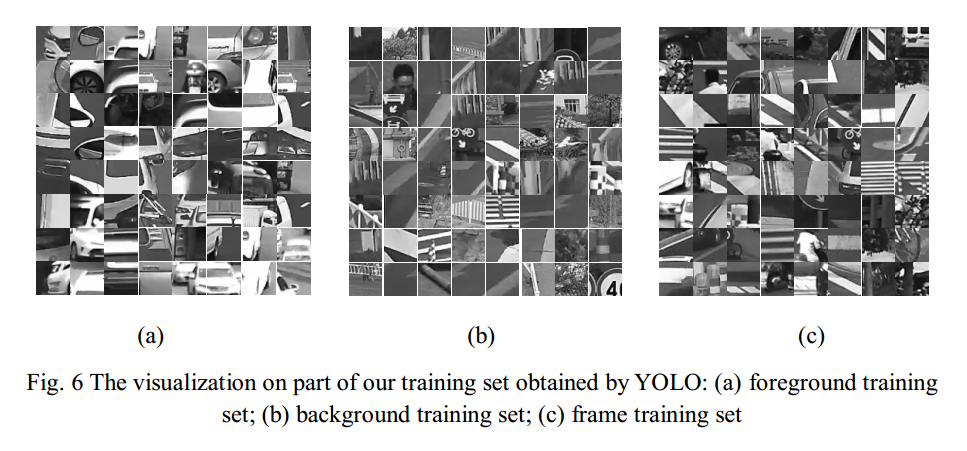 4
(a)
(b)
(c)
Fig. 6 The visualization on part of our training set obtained by YOLO: (a) foreground training
set; (b) background training set; (c) frame training set